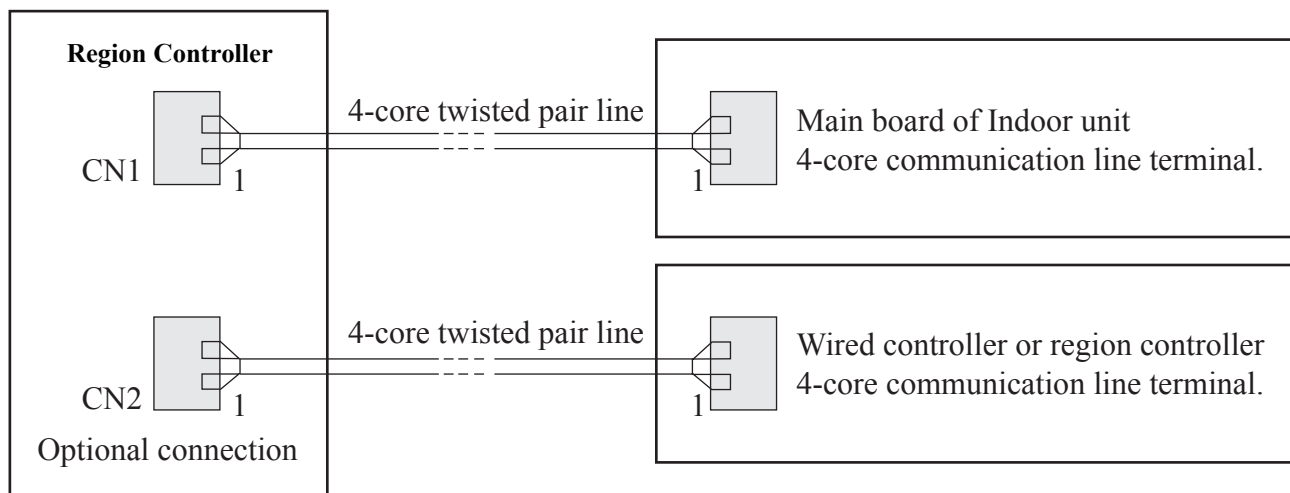 Region Controller
4-core twisted pair line
CN1
1
1
Main board of Indoor unit
4-core communication line terminal.
4-core twisted pair line
CN2
1
1
Wired controller or region controller
4-core communication line terminal.
Optional connection